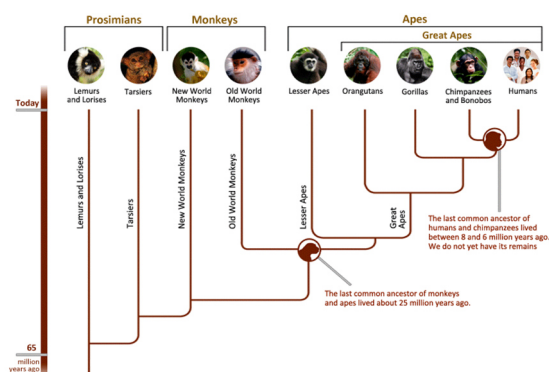 Prosimians
Monkeys
Apes
Great Apes
Lemurs
and Lorises
Tarsiers
New World
Monkeys
Old World
Monkeys
Lesser Apes
Orangutans
Gorillas
Chimpanzees
and Bonobos
Humans
Today
Lemurs and Lorises
Tarsiers
New World Monkeys
Old World Monkeys
Lesser Apes
Great
Apes
The last common ancestor of
humans and chimpanzees lived
between 8 and 6 million years ago.
We do not yet have its remains
The last common ancestor of monkeys
and apes lived about 25 million years ago.
65
million
years ago